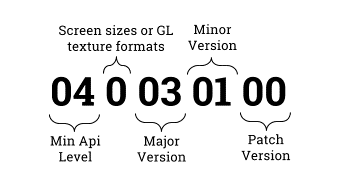 Screen sizes or GL
texture formats
Minor
Version
04 0 03 01 00
Min Api
Level
Major
Version
Patch
Version